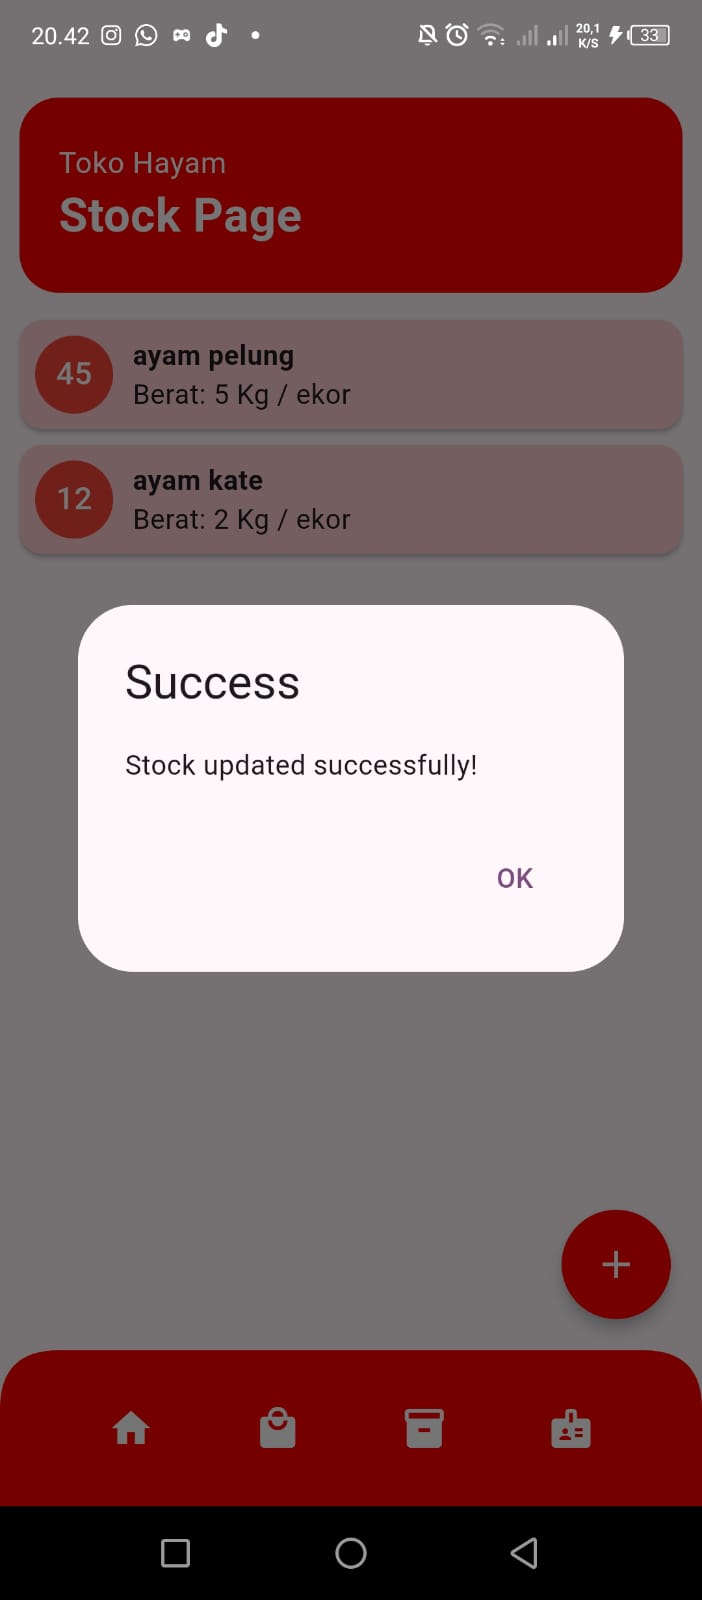 20.42
20,1
K/S
33
Toko Hayam
Stock Page
45
ayam pelung
Berat: 5 Kg / ekor
12
ayam kate
Berat: 2 Kg / ekor
Success
Stock updated successfully!
OK